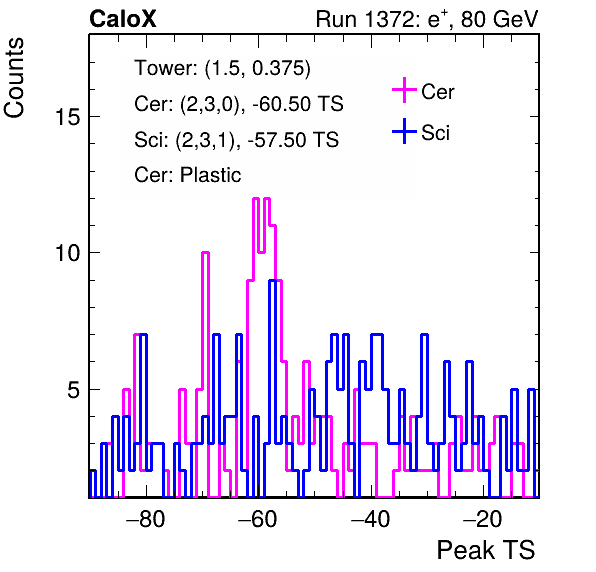 CaloX Run 1372: e⁺, 80 GeV
Counts
Tower: (1.5, 0.375)
Cer: (2,3,0), -60.50 TS
Sci: (2,3,1), -57.50 TS
Cer: Plastic
Cer
Sci
15
10
5
−80 −60 −40 −20
Peak TS